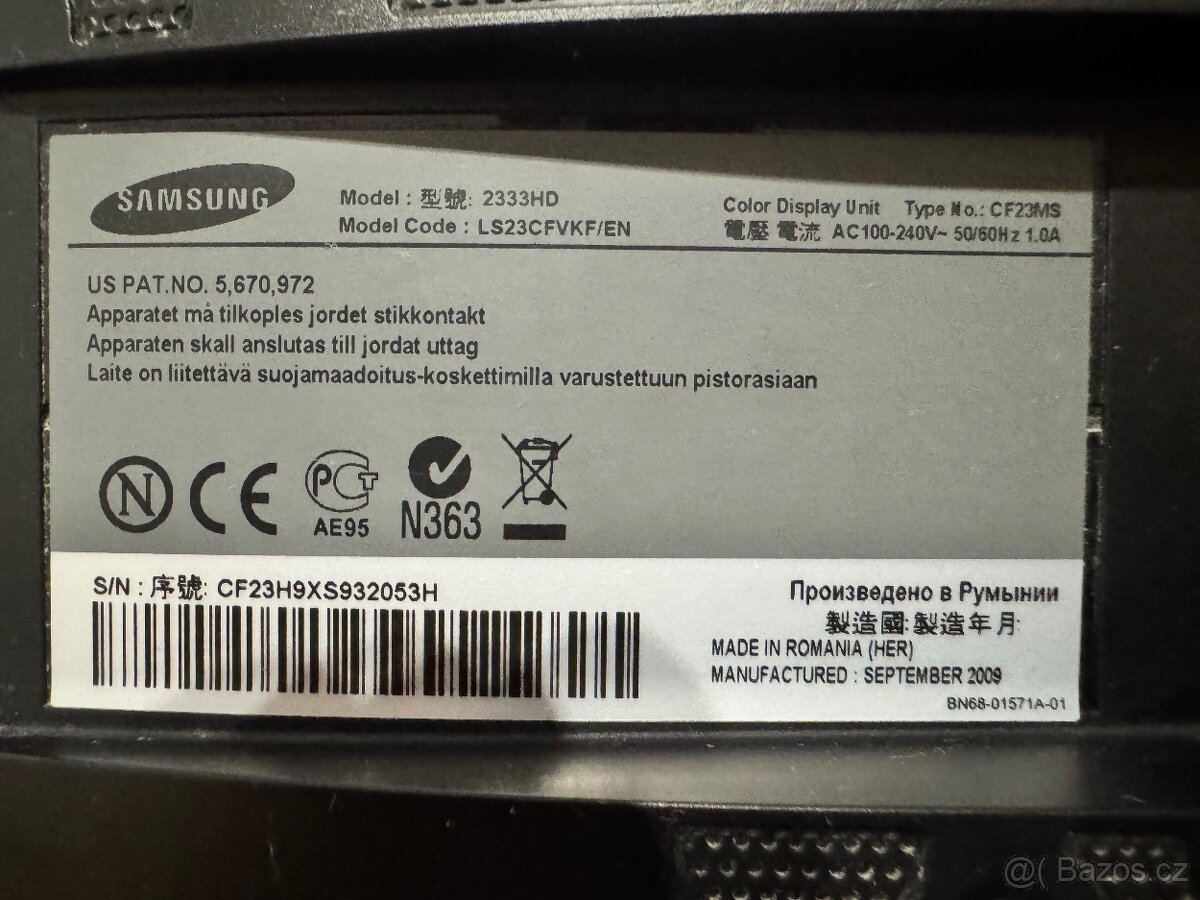 SAMSUNG
Model : 型號: 2333HD
Model Code : LS23CFVKF/EN
Color Display Unit Type No.: CF23MS
電壓 電流 AC100-240V~ 50/60Hz 1.0A
US PAT.NO. 5,670,972
Apparatet må tilkoples jordet stikkontakt
Apparaten skall anslutas till jordat uttag
Laite on liitettävä suojamaadoitus-koskettimilla varustettuun pistorasiaan
N CE PCT N363
AE95
S/N : 序號: CF23H9XS932053H
Произведено в Румынии
製造國: 製造年月:
MADE IN ROMANIA (HER)
MANUFACTURED : SEPTEMBER 2009
BN68-01571A-01
@( Bazos.cz